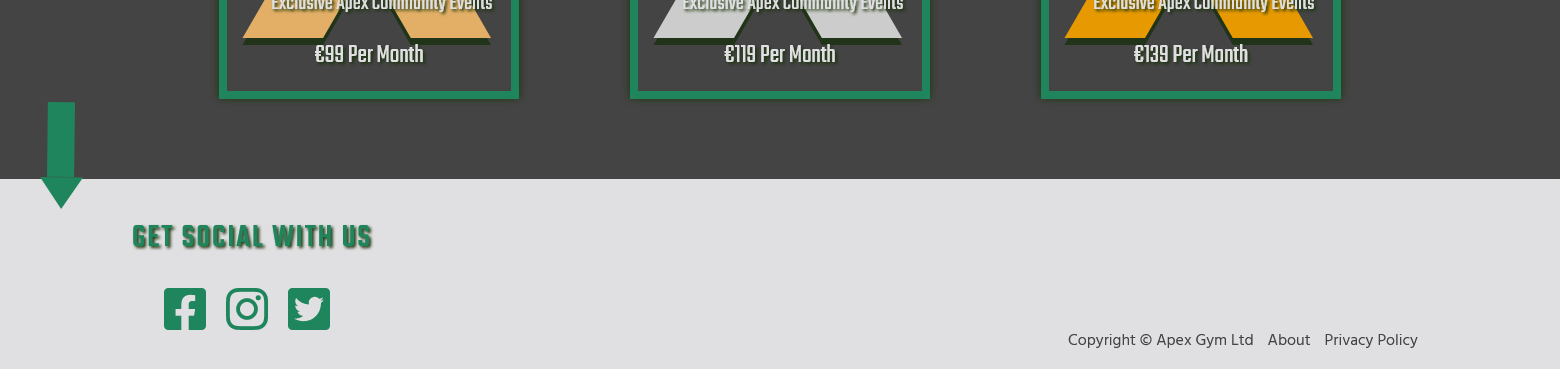 Exclusive Apex Community Events
Exclusive Apex Community Events
Exclusive Apex Community Events
€99 Per Month
€119 Per Month
€139 Per Month
GET SOCIAL WITH US
Copyright © Apex Gym Ltd About Privacy Policy